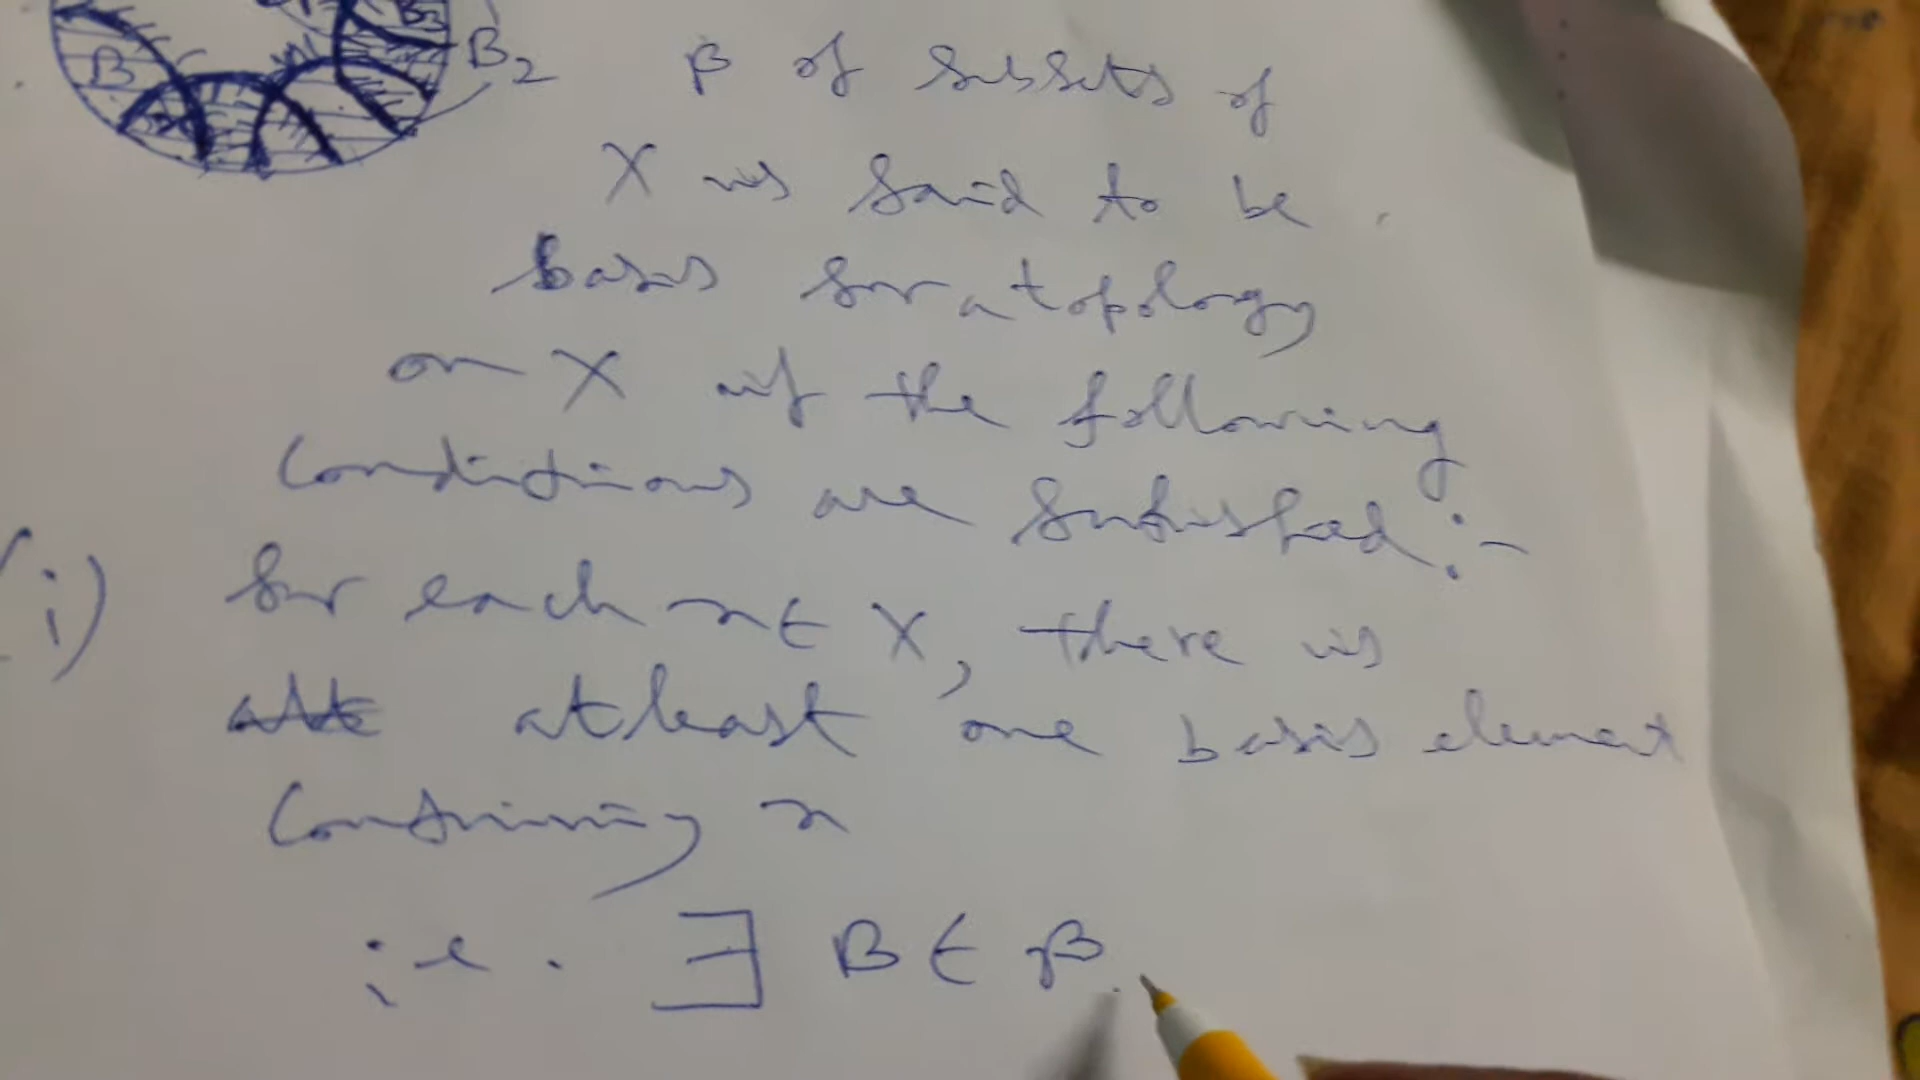 B B₂
β of subsets of
X is said to be
basis for a topology
on X if the following
conditions are satisfied :-
(i) for each x ∈ X, there is
atleast one basis element
containing x
i.e. ∃ B ∈ β